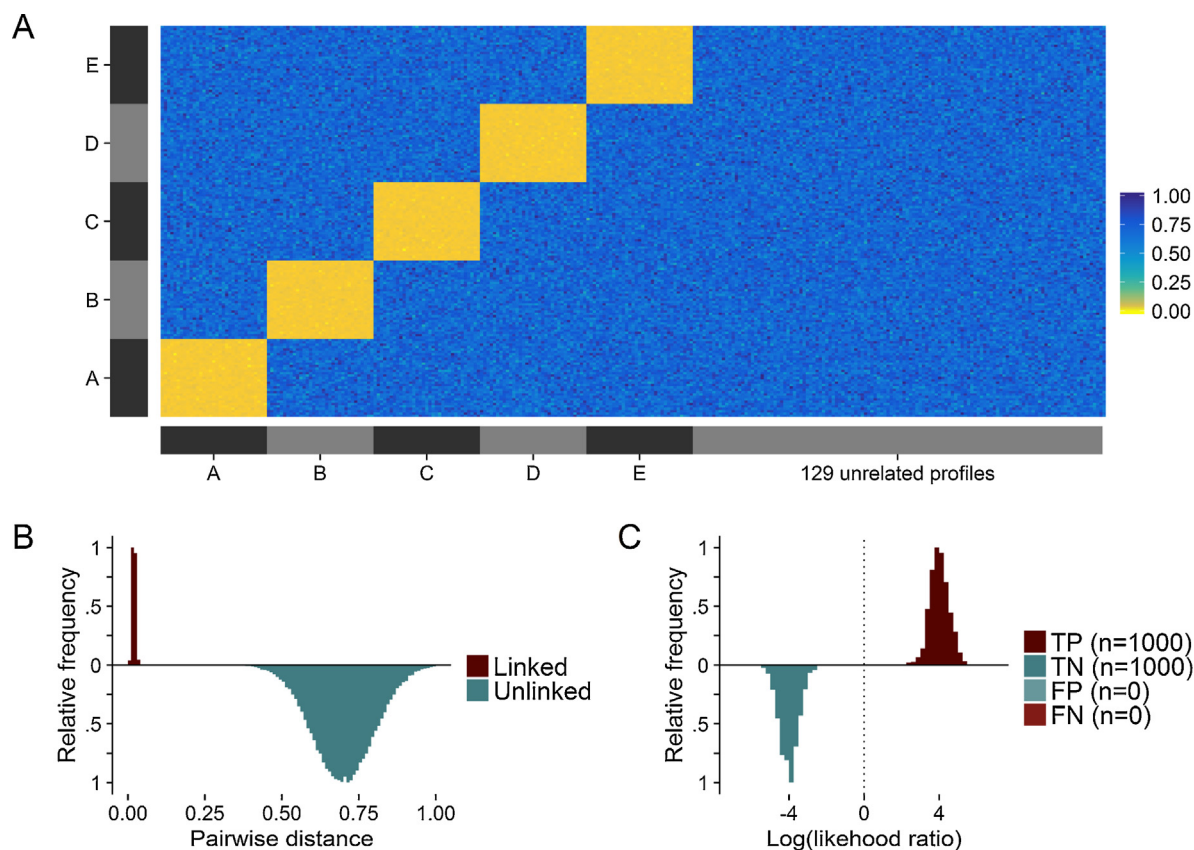 A
E
D
C
B
A
1.00
0.75
0.50
0.25
0.00
A B C D E 129 unrelated profiles
B
Relative frequency
1
.5
0
.5
1
0.00 0.25 0.50 0.75 1.00
Pairwise distance
Linked
Unlinked
C
Relative frequency
1
.5
0
.5
1
-4 0 4
Log(likehood ratio)
TP (n=1000)
TN (n=1000)
FP (n=0)
FN (n=0)